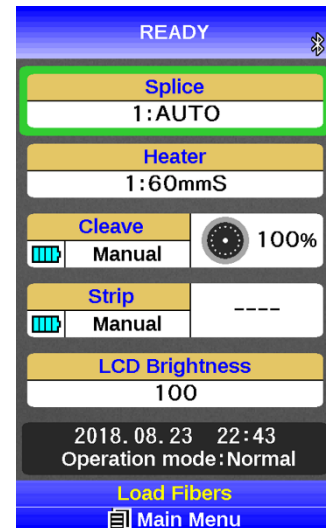 READY
Splice
1:AUTO
Heater
1:60mmS
Cleave
Manual
100%
Strip
Manual
----
LCD Brightness
100
2018.08.23 22:43
Operation mode:Normal
Load Fibers
Main Menu